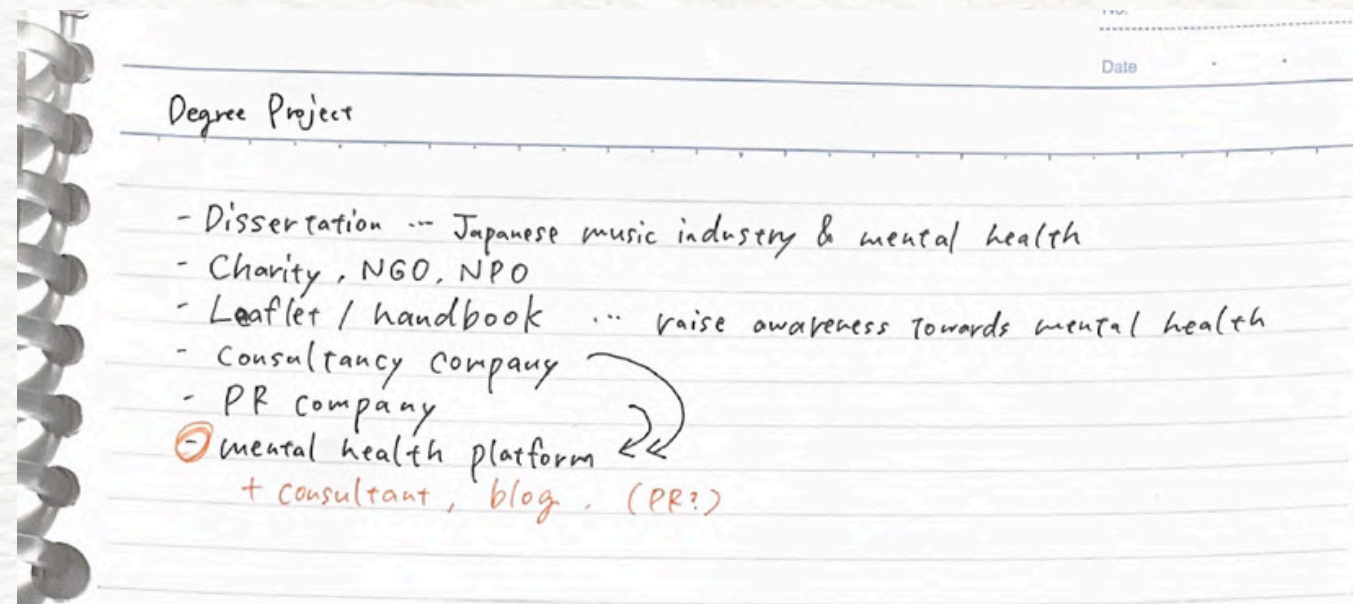 Date
Degree Project
- Dissertation ... Japanese music industry & mental health
- Charity, NGO, NPO
- Leaflet / handbook ... raise awareness towards mental health
- Consultancy company
- PR company
- mental health platform
+ consultant, blog. (PR?)